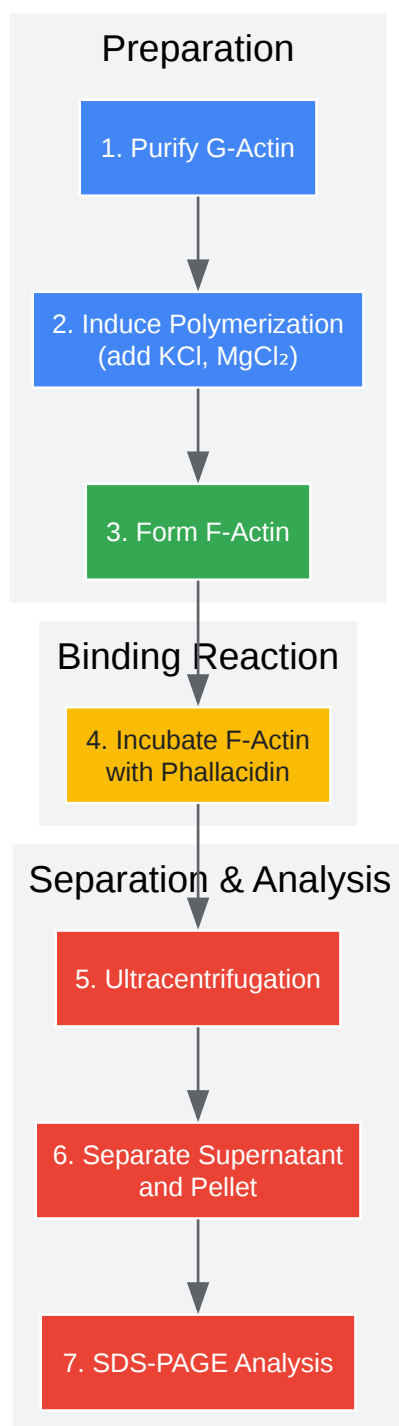 Preparation
1. Purify G-Actin
2. Induce Polymerization
(add KCl, MgCl₂)
3. Form F-Actin
Binding Reaction
4. Incubate F-Actin
with Phallacidin
Separation & Analysis
5. Ultracentrifugation
6. Separate Supernatant
and Pellet
7. SDS-PAGE Analysis